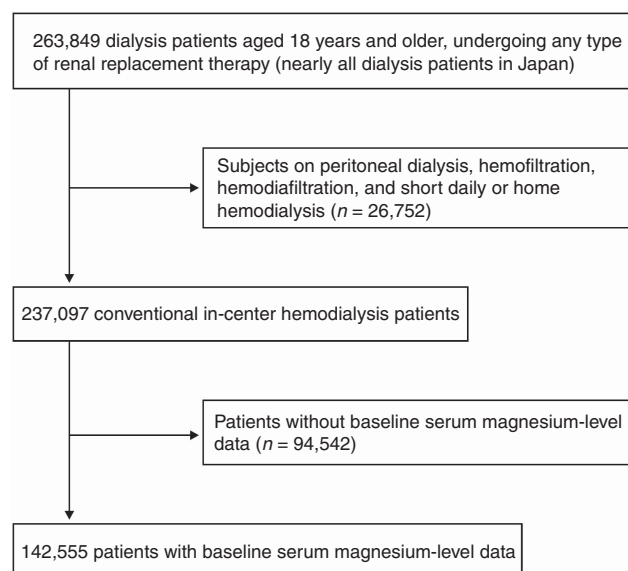 263,849 dialysis patients aged 18 years and older, undergoing any type
of renal replacement therapy (nearly all dialysis patients in Japan)
Subjects on peritoneal dialysis, hemofiltration,
hemodiafiltration, and short daily or home
hemodialysis (n = 26,752)
237,097 conventional in-center hemodialysis patients
Patients without baseline serum magnesium-level
data (n = 94,542)
142,555 patients with baseline serum magnesium-level data